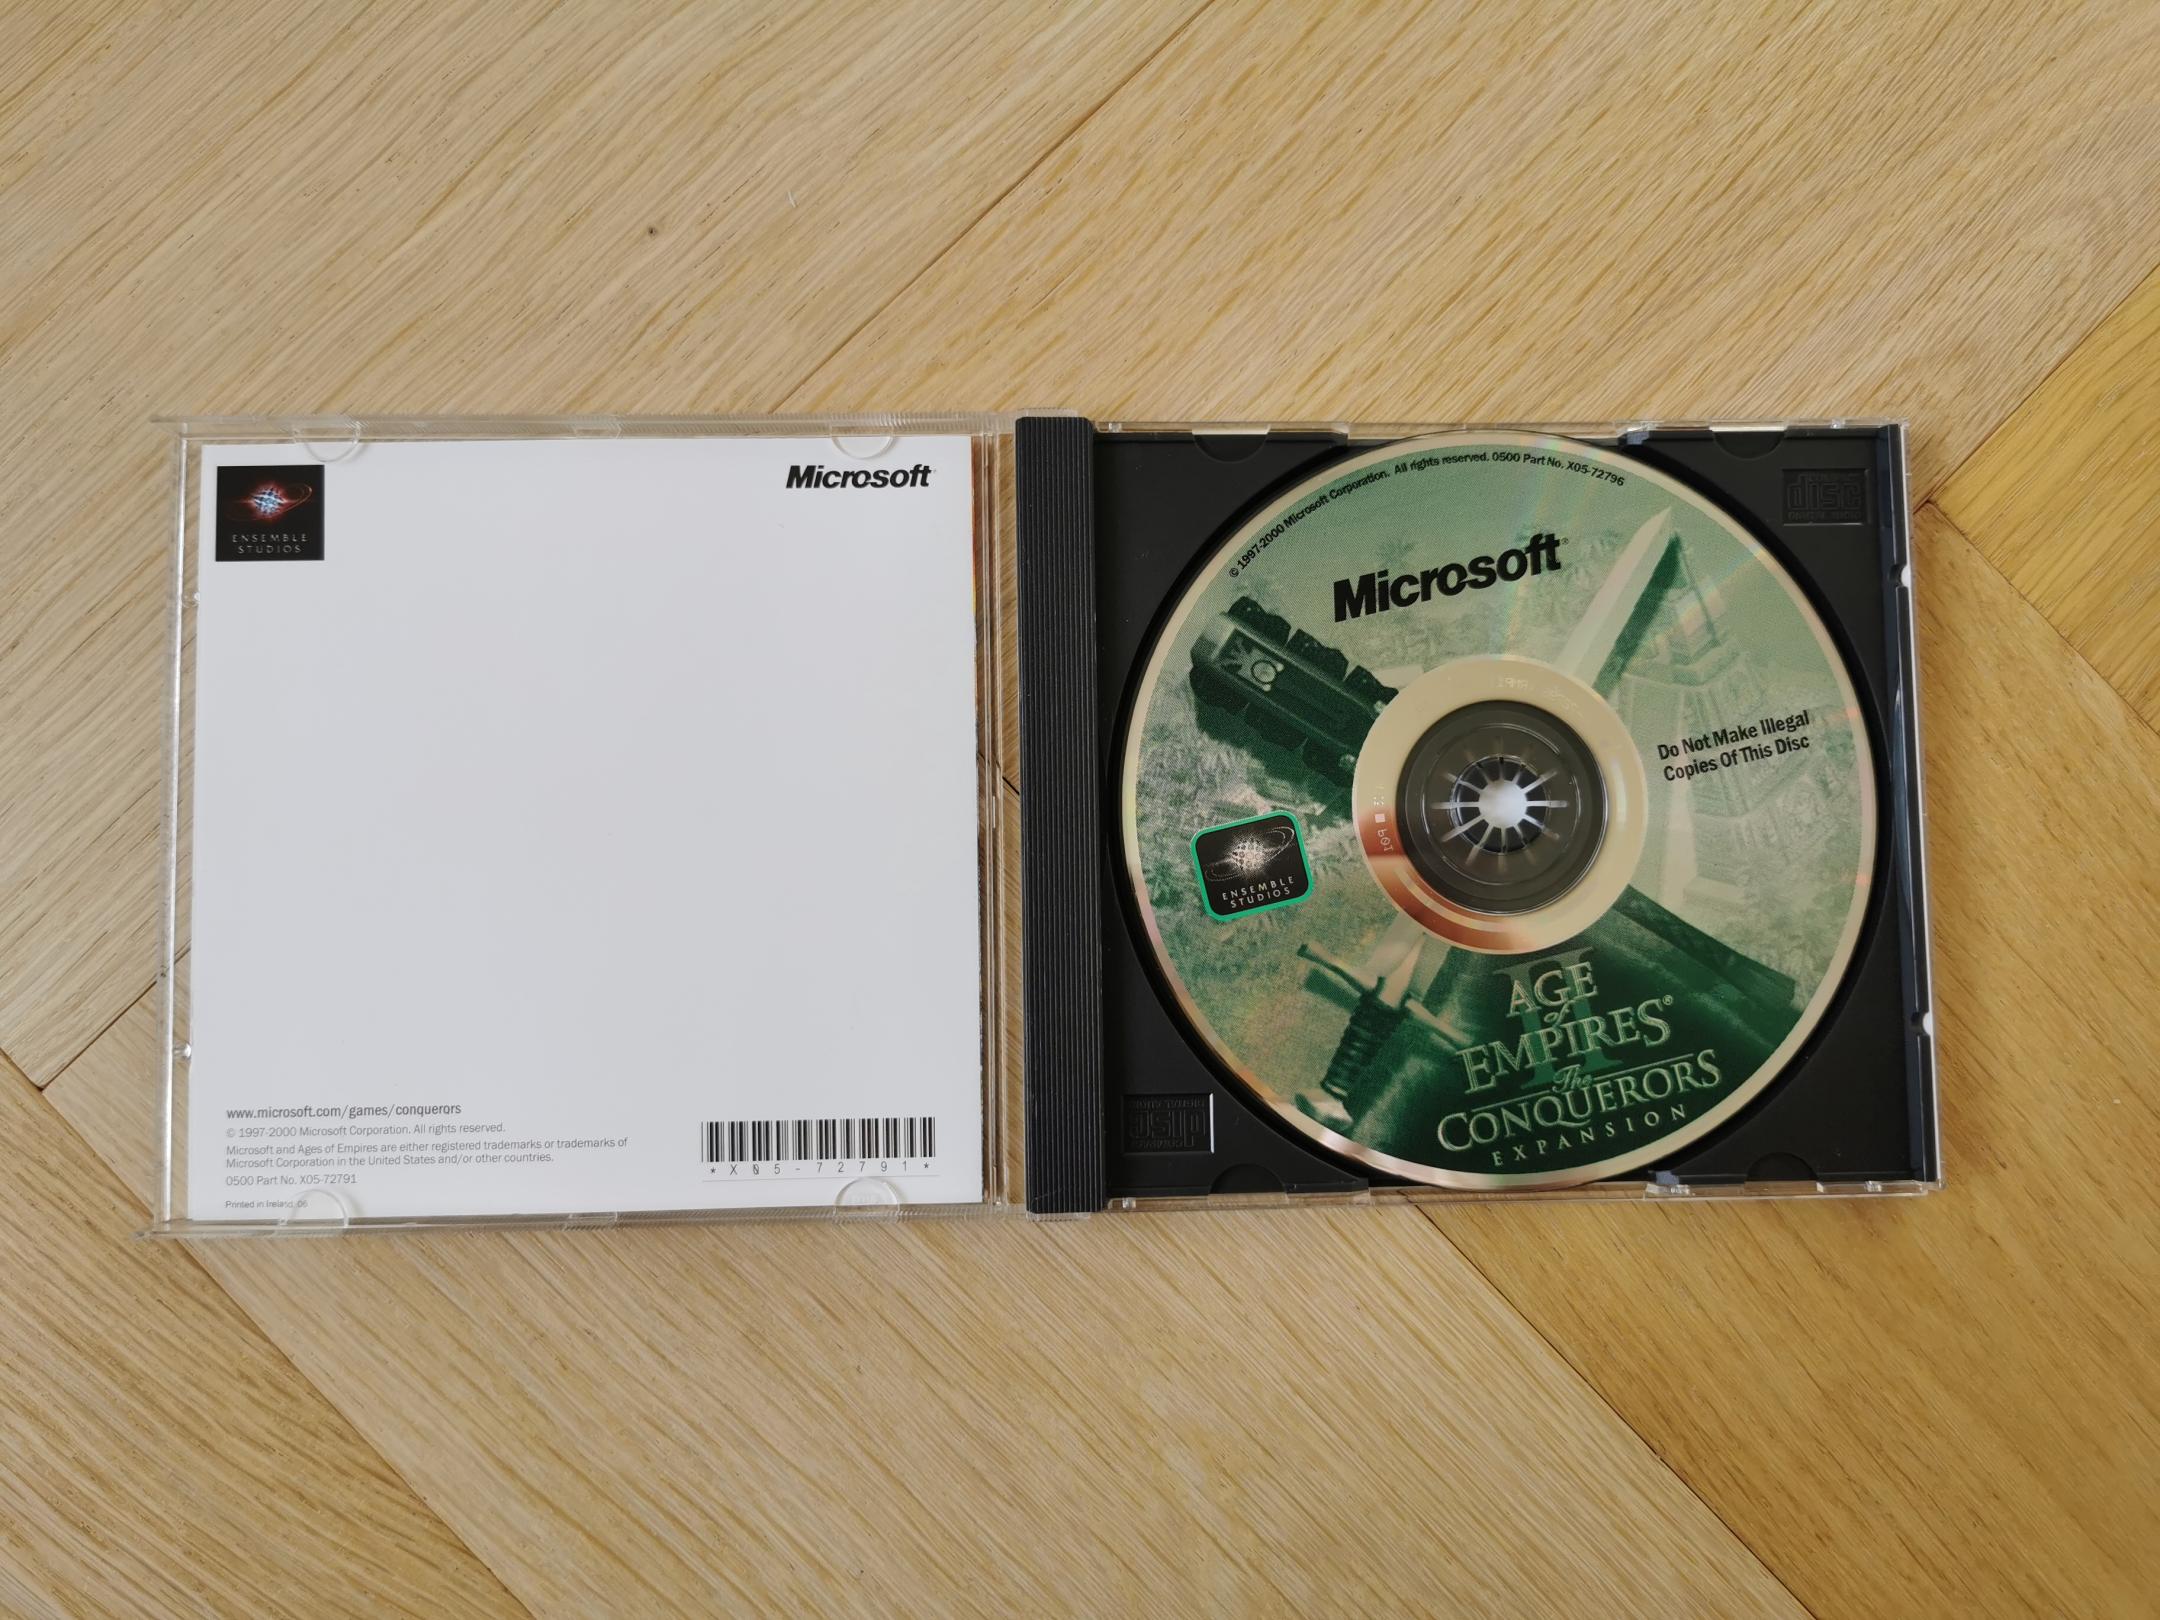 ENSEMBLE
STUDIOS
Microsoft
www.microsoft.com/games/conquerors
© 1997-2000 Microsoft Corporation. All rights reserved.
Microsoft and Ages of Empires are either registered trademarks or trademarks of
Microsoft Corporation in the United States and/or other countries.
0500 Part No. X05-72791
Printed in Ireland. 06
*X05-72791*
© 1997-2000 Microsoft Corporation. All rights reserved. 0500 Part No. X05-72796
Microsoft®
Do Not Make Illegal
Copies Of This Disc
ENSEMBLE
STUDIOS
AGE
of
EMPIRES®
II
The
CONQUERORS
EXPANSION
disc
disc